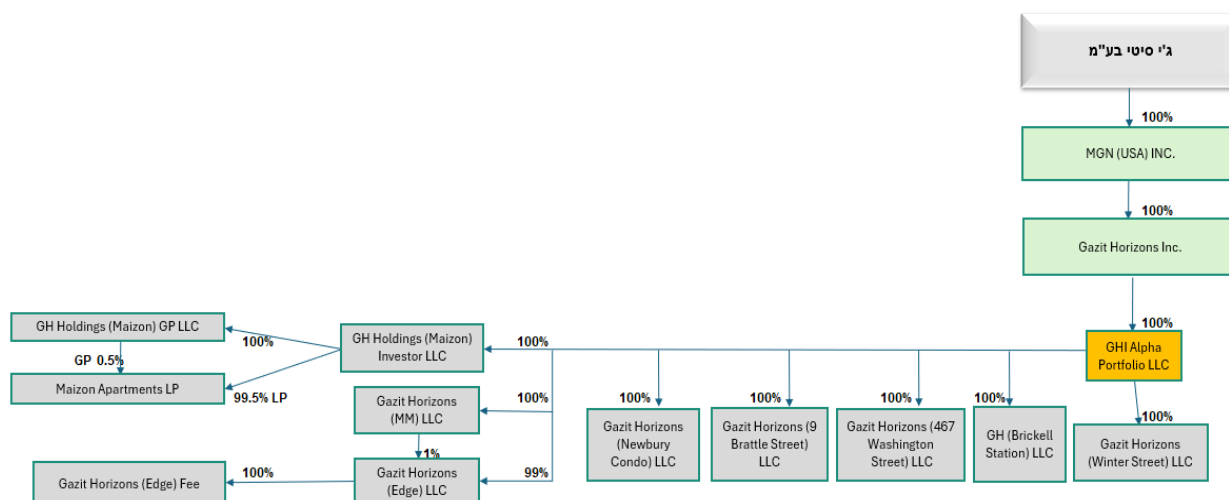 ג'י סיטי בע"מ
100%
MGN (USA) INC.
100%
Gazit Horizons Inc.
100%
GHI Alpha
Portfolio LLC
100%
Gazit Horizons
(Winter Street) LLC
100%
GH (Brickell
Station) LLC
100%
Gazit Horizons (467
Washington
Street) LLC
100%
Gazit Horizons (9
Brattle Street)
LLC
100%
Gazit Horizons
(Newbury
Condo) LLC
100%
GH Holdings (Maizon)
Investor LLC
100%
GH Holdings (Maizon) GP LLC
GP 0.5%
Maizon Apartments LP
99.5% LP
100%
Gazit Horizons
(MM) LLC
1%
99%
Gazit Horizons
(Edge) LLC
100%
Gazit Horizons (Edge) Fee